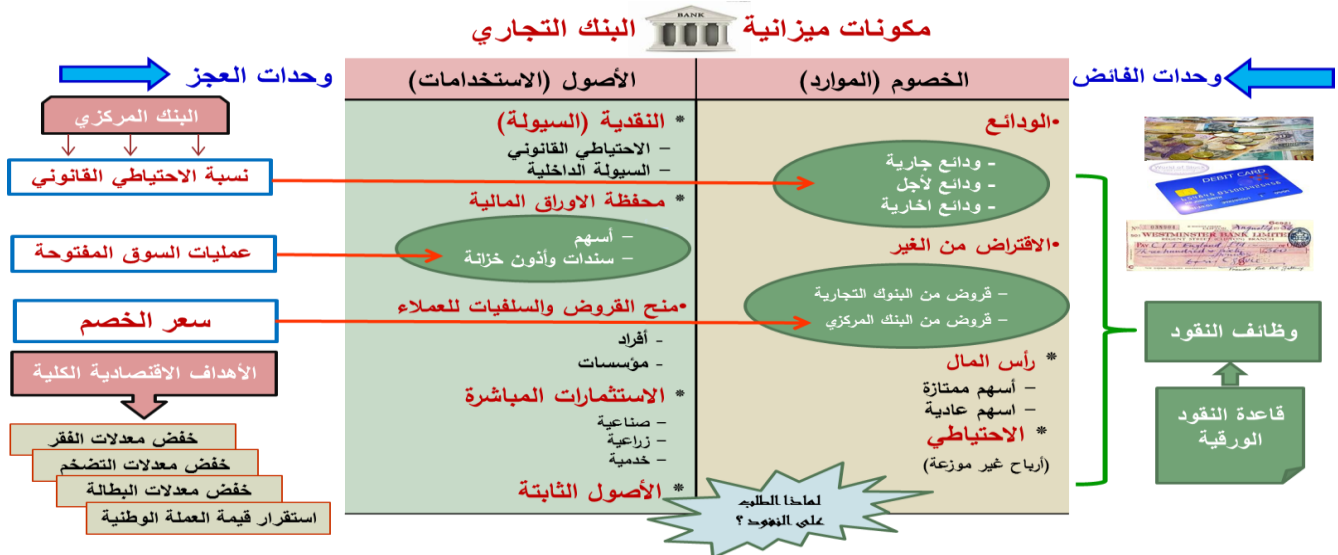 مكونات ميزانية BANK البنك التجاري
وحدات الفائض
الخصوم (الموارد)
الأصول (الاستخدامات)
وحدات العجز
•الودائع
- ودائع جارية
- ودائع لأجل
- ودائع اخارية
•الاقتراض من الغير
– قروض من البنوك التجارية
– قروض من البنك المركزي
* رأس المال
– أسهم ممتازة
– اسهم عادية
* الاحتياطي
(أرباح غير موزعة)
* النقدية (السيولة)
– الاحتياطي القانوني
– السيولة الداخلية
* محفظة الاوراق المالية
– أسهم
– سندات وأذون خزانة
•منح القروض والسلفيات للعملاء
- أفراد
- مؤسسات
* الاستثمارات المباشرة
– صناعية
– زراعية
– خدمية
* الأصول الثابتة
لماذا الطلب
على النقود ؟
البنك المركزي
نسبة الاحتياطي القانوني
عمليات السوق المفتوحة
سعر الخصم
الأهداف الاقتصادية الكلية
خفض معدلات الفقر
خفض معدلات التضخم
خفض معدلات البطالة
استقرار قيمة العملة الوطنية
DEBIT CARD
WESTMINSTER BANK LIMITED
وظائف النقود
قاعدة النقود
الورقية